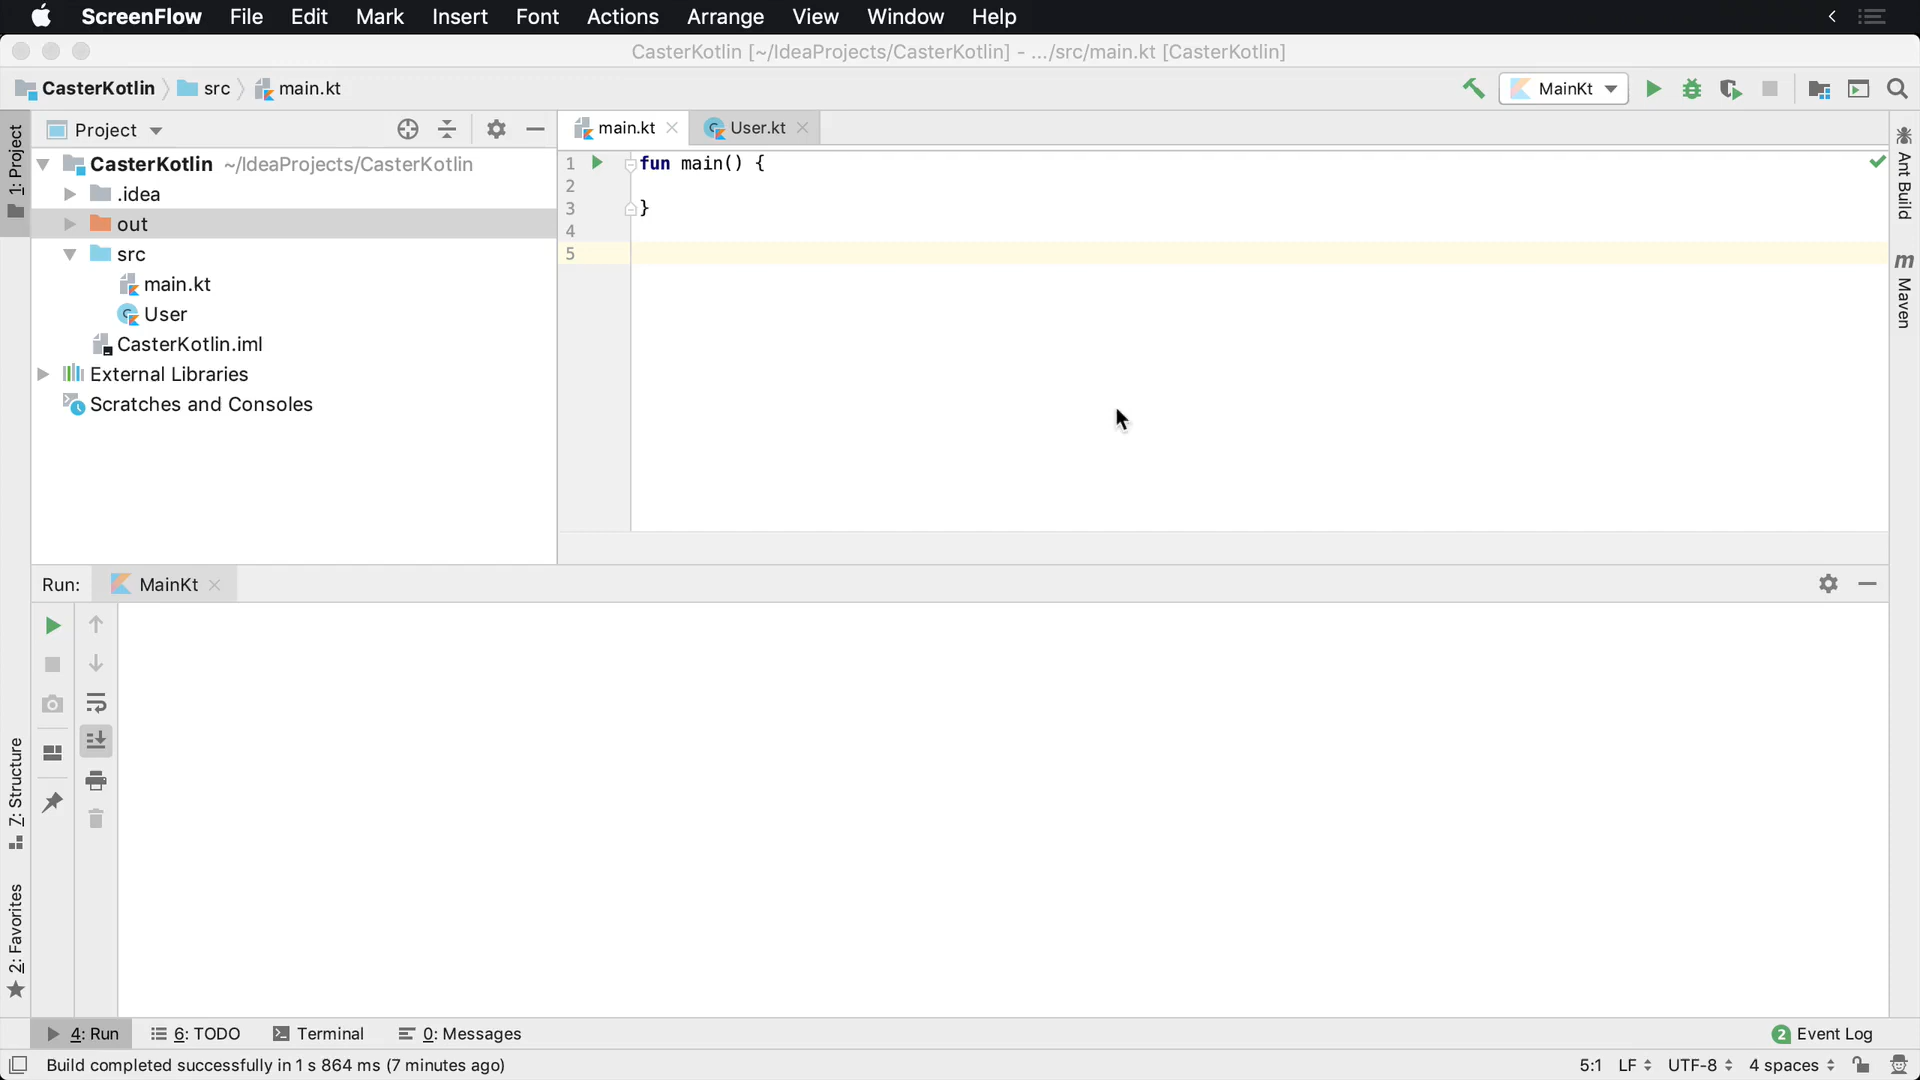 ScreenFlow File Edit Mark Insert Font Actions Arrange View Window Help
CasterKotlin [~/IdeaProjects/CasterKotlin] - .../src/main.kt [CasterKotlin]
CasterKotlin src main.kt
MainKt
1: Project
Project
main.kt
User.kt
CasterKotlin ~/IdeaProjects/CasterKotlin
.idea
out
src
main.kt
User
CasterKotlin.iml
External Libraries
Scratches and Consoles
1 fun main() {
2
3 }
4
5
Ant Build
m Maven
Run: MainKt
7: Structure
2: Favorites
4: Run 6: TODO Terminal 0: Messages
2 Event Log
Build completed successfully in 1 s 864 ms (7 minutes ago)
5:1 LF UTF-8 4 spaces